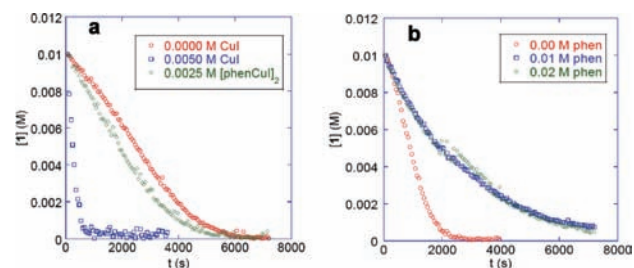 a
0.0000 M CuI
0.0050 M CuI
0.0025 M [phenCuI]2
0.012
0.01
0.008
0.006
0.004
0.002
0
[1] (M)
0 2000 4000 6000 8000
t (s)
b
0.00 M phen
0.01 M phen
0.02 M phen
0.012
0.01
0.008
0.006
0.004
0.002
0
[1] (M)
0 2000 4000 6000 8000
t (s)